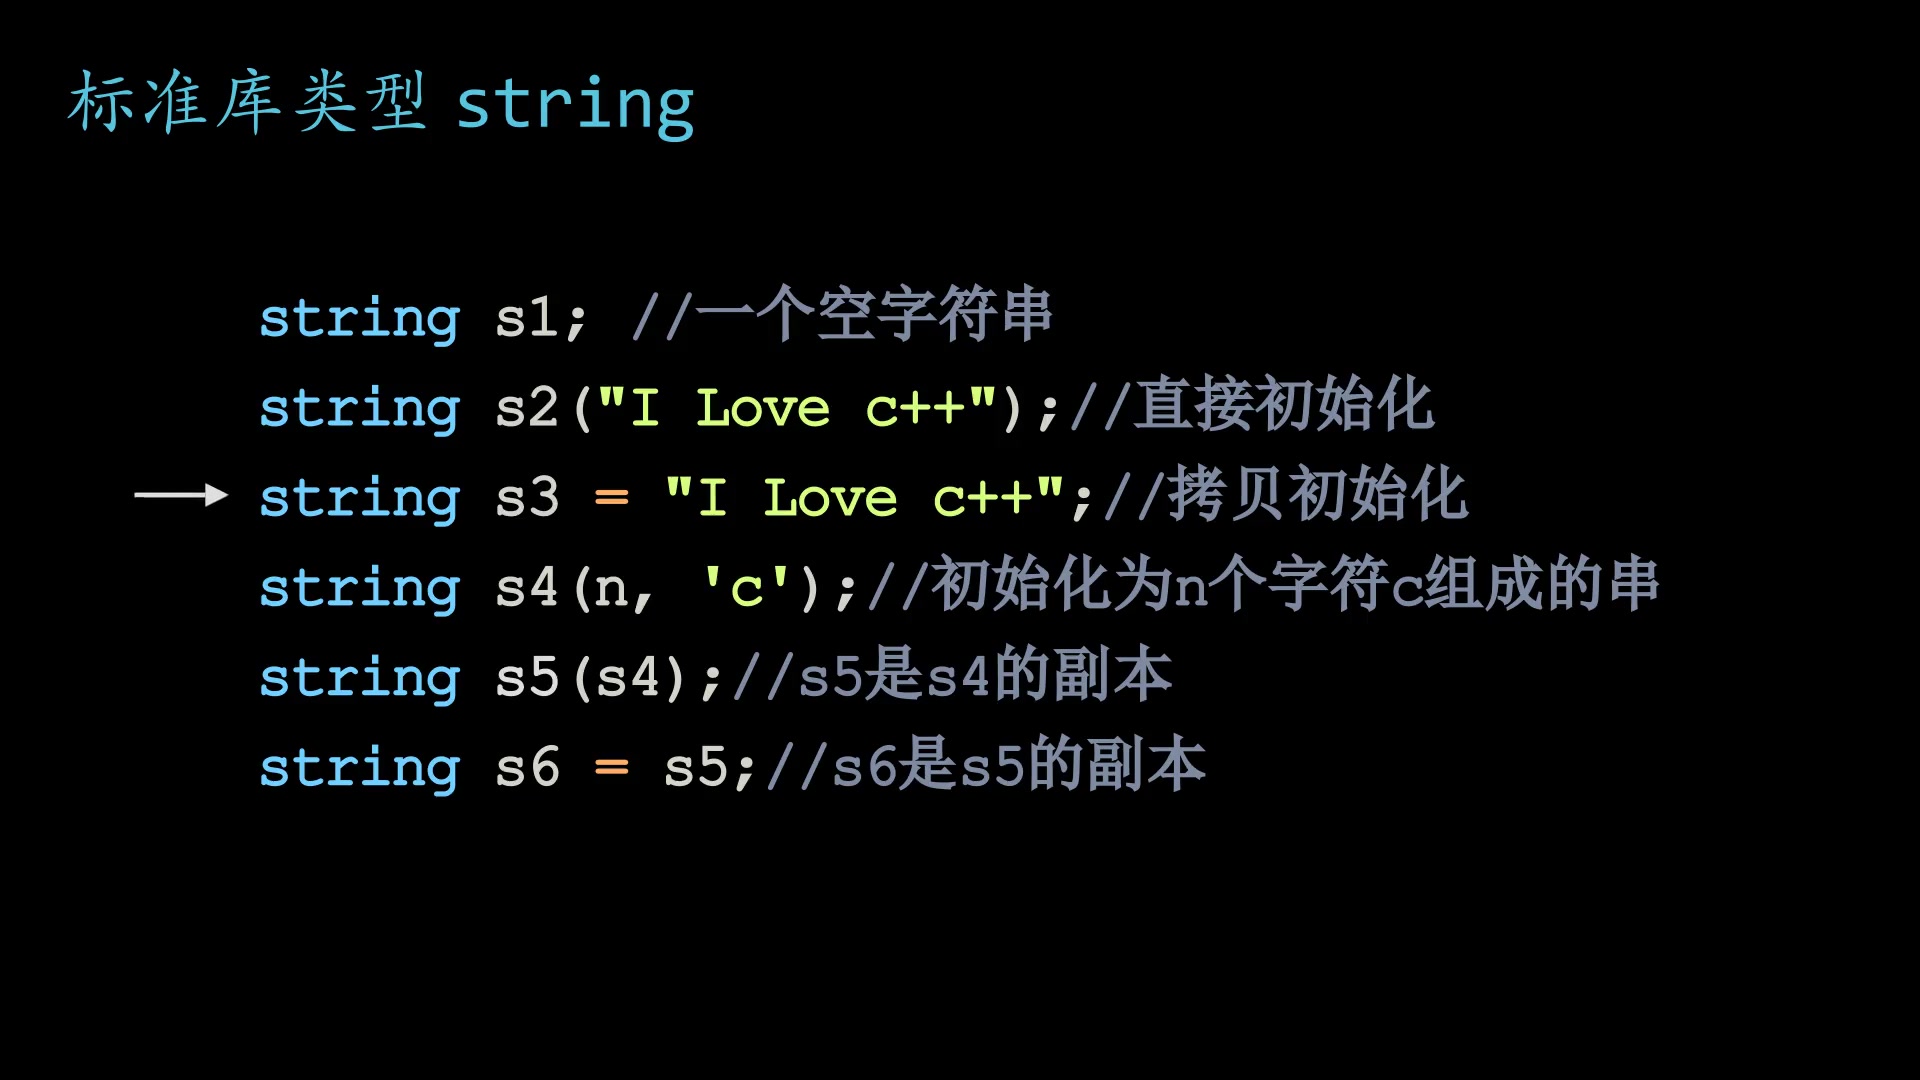 标准库类型 string
string s1; //一个空字符串
string s2("I Love c++");//直接初始化
string s3 = "I Love c++";//拷贝初始化
string s4(n, 'c');//初始化为n个字符c组成的串
string s5(s4);//s5是s4的副本
string s6 = s5;//s6是s5的副本